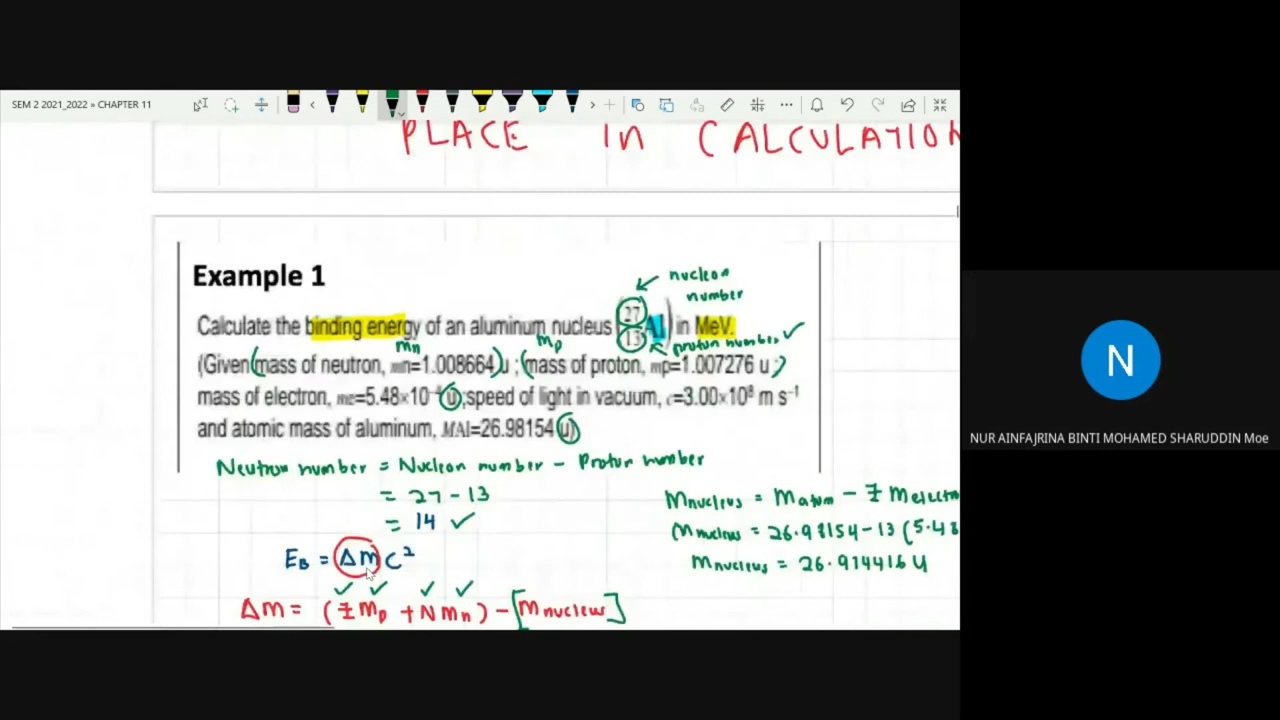 SEM 2 2021_2022 » CHAPTER 11
PLACE In CALCULATION
Example 1
nucleon
number
Calculate the binding energy of an aluminum nucleus (27 13 Al) in MeV.
mn
mp
proton number ✓
(Given (mass of neutron, mn=1.008664) u ; (mass of proton, mp=1.007276 u ;)
mass of electron, me=5.48×10 u ;speed of light in vacuum, c=3.00×10⁸ m s⁻¹
and atomic mass of aluminum, MAl=26.98154 u)
Neutron number = Nucleon number - Proton number
= 27 - 13
= 14 ✓
Mnucleus = Matom - Z Melectro
Mnucleus = 26.98154 - 13 (5.48
Mnucleus = 26.974416 u
EB = Δm c²
✓ ✓ ✓ ✓
Δm = (Z mp + N mn) - [Mnucleus]
N
NUR AINFAJRINA BINTI MOHAMED SHARUDDIN Moe